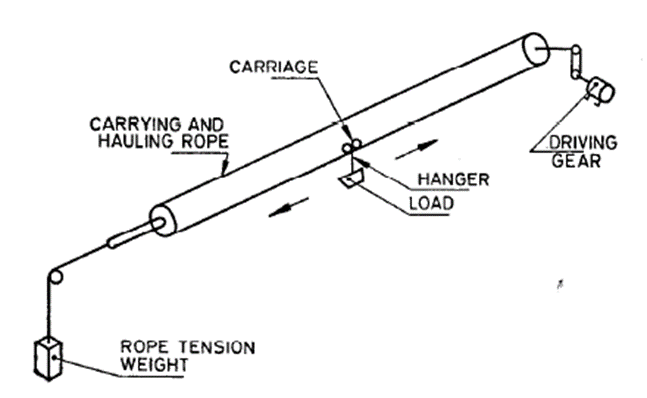 CARRIAGE
CARRYING AND
HAULING ROPE
DRIVING
GEAR
HANGER
LOAD
ROPE TENSION
WEIGHT